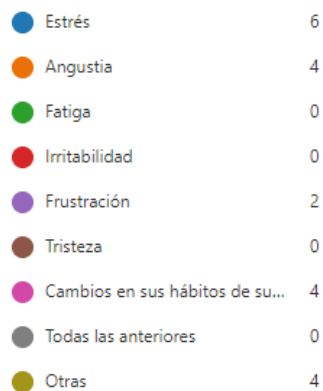 Estrés 6
Angustia 4
Fatiga 0
Irritabilidad 0
Frustración 2
Tristeza 0
Cambios en sus hábitos de su... 4
Todas las anteriores 0
Otras 4